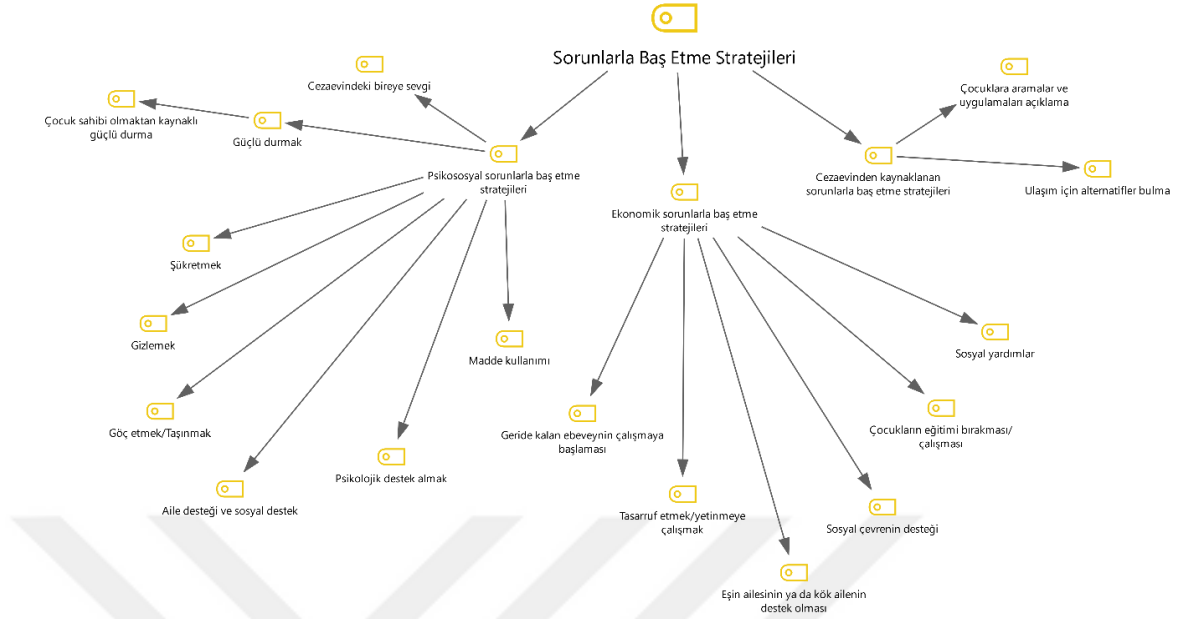 Sorunlarla Baş Etme Stratejileri
Cezaevindeki bireye sevgi
Çocuk sahibi olmaktan kaynaklı
güçlü durma
Güçlü durmak
Psikososyal sorunlarla baş etme
stratejileri
Şükretmek
Gizlemek
Göç etmek/Taşınmak
Aile desteği ve sosyal destek
Psikolojik destek almak
Madde kullanımı
Ekonomik sorunlarla baş etme
stratejileri
Geride kalan ebeveynin çalışmaya
başlaması
Tasarruf etmek/yetinmeye
çalışmak
Eşin ailesinin ya da kök ailenin
destek olması
Sosyal çevrenin desteği
Çocukların eğitimi bırakması/
çalışması
Sosyal yardımlar
Cezaevinden kaynaklanan
sorunlarla baş etme stratejileri
Çocuklara aramalar ve
uygulamaları açıklama
Ulaşım için alternatifler bulma